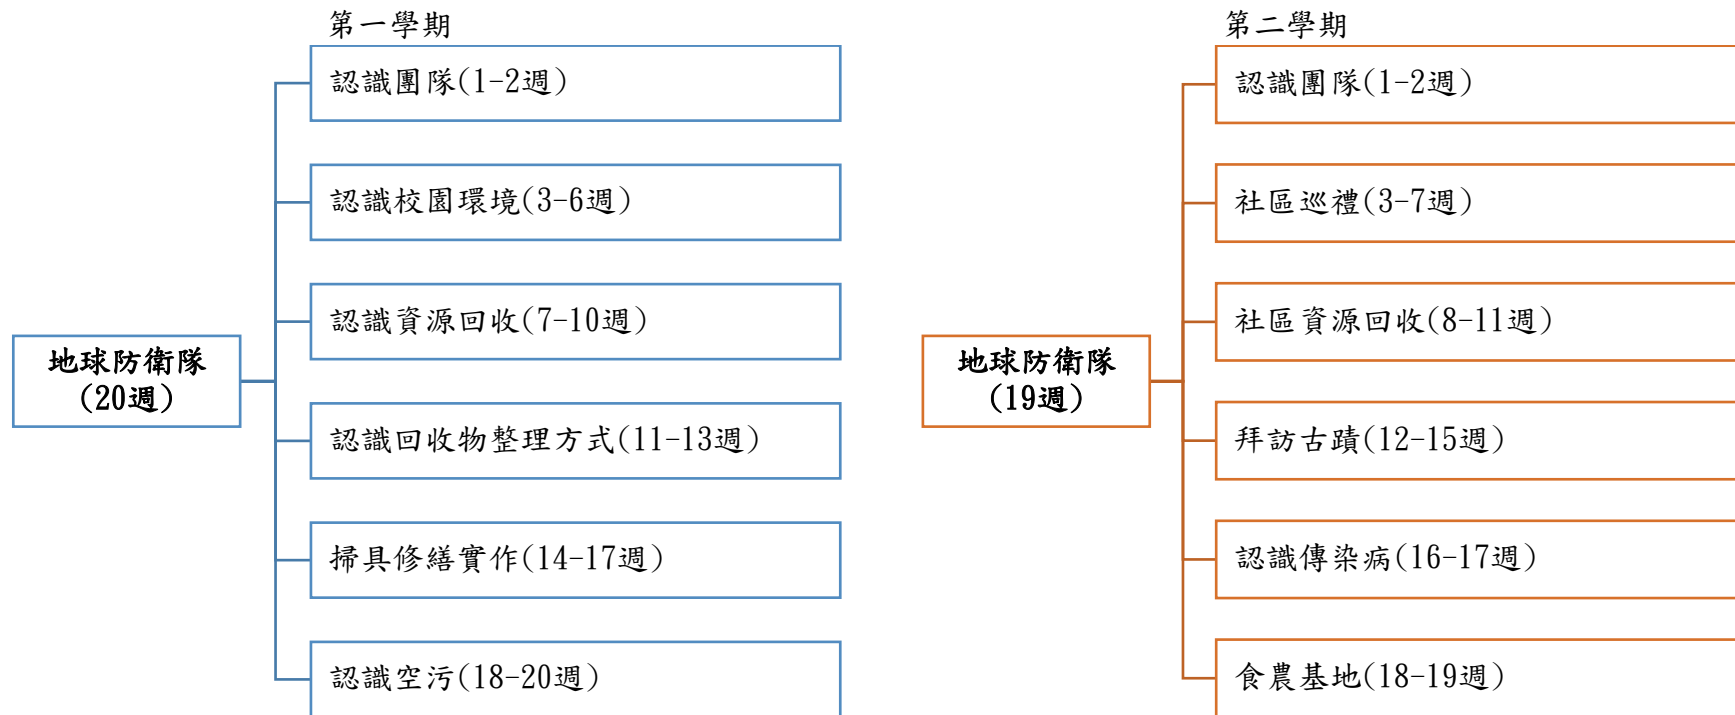 第一學期
地球防衛隊
(20週)
認識團隊(1-2週)
認識校園環境(3-6週)
認識資源回收(7-10週)
認識回收物整理方式(11-13週)
掃具修繕實作(14-17週)
認識空污(18-20週)
第二學期
地球防衛隊
(19週)
認識團隊(1-2週)
社區巡禮(3-7週)
社區資源回收(8-11週)
拜訪古蹟(12-15週)
認識傳染病(16-17週)
食農基地(18-19週)